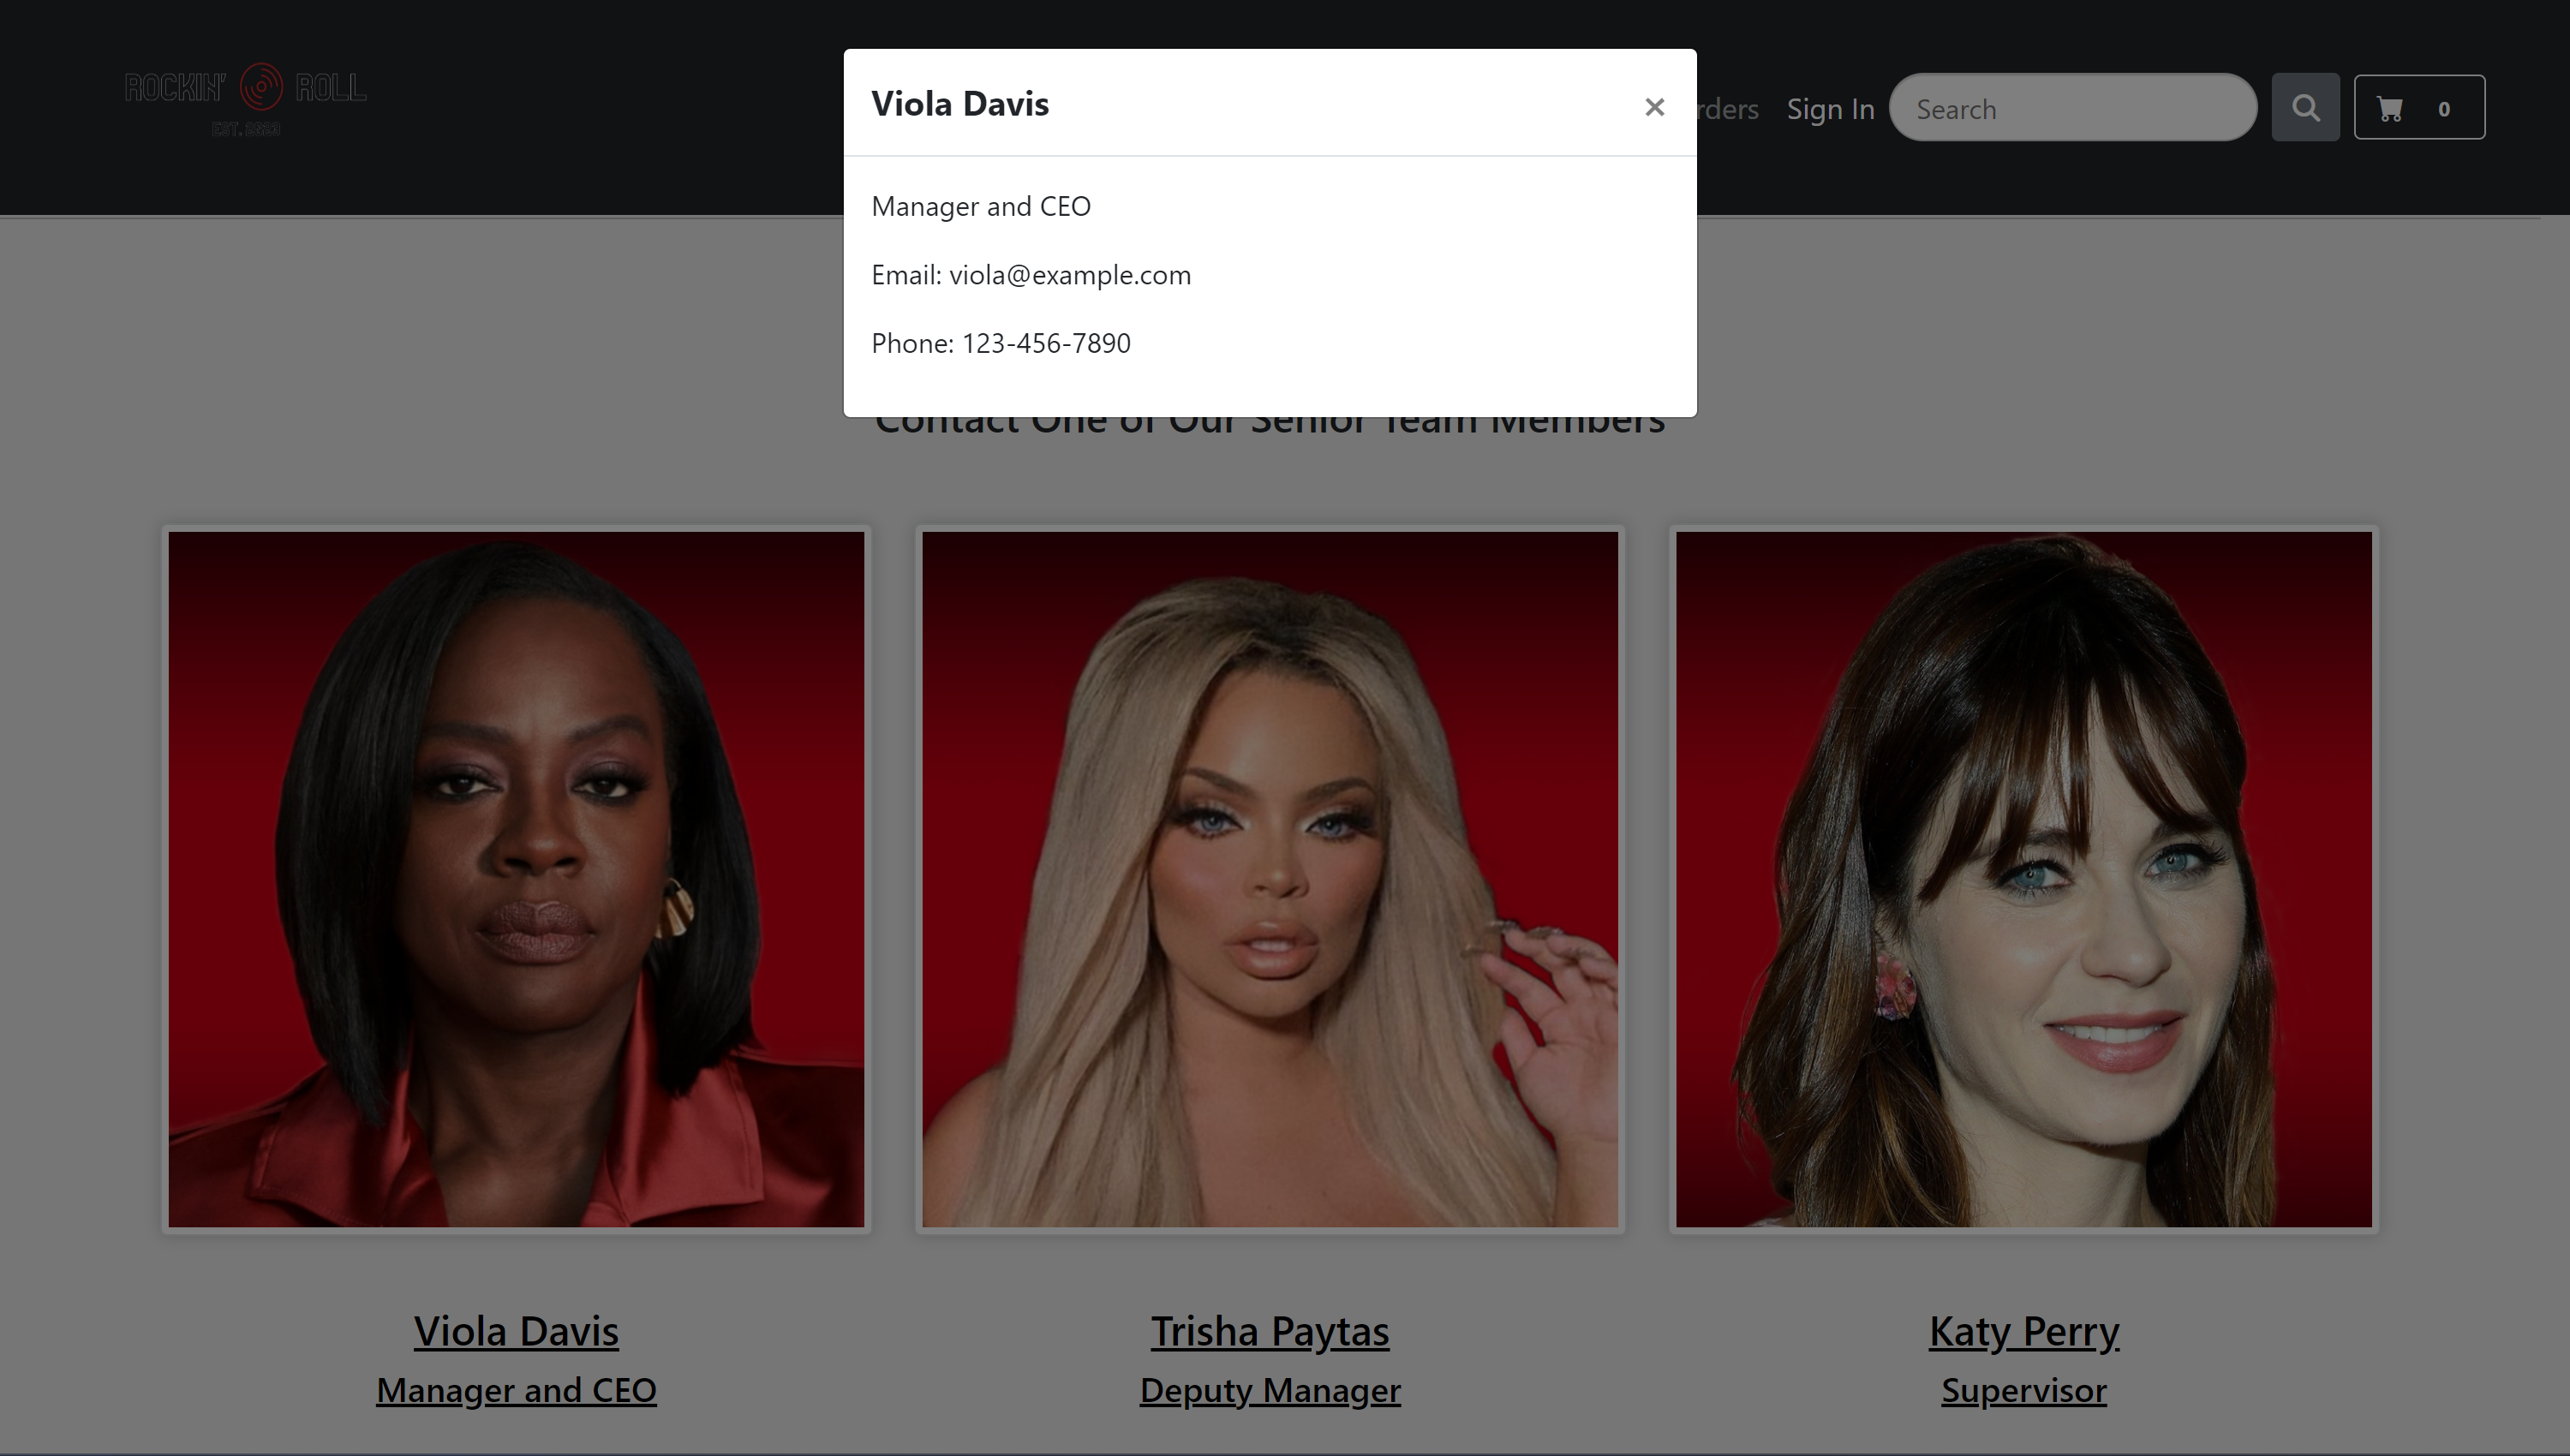 ROCKIN' ROLL
EST. 2023
rders
Sign In
Search
0
Viola Davis
×
Manager and CEO
Email: viola@example.com
Phone: 123-456-7890
Contact One of Our Senior Team Members
Viola Davis
Manager and CEO
Trisha Paytas
Deputy Manager
Katy Perry
Supervisor